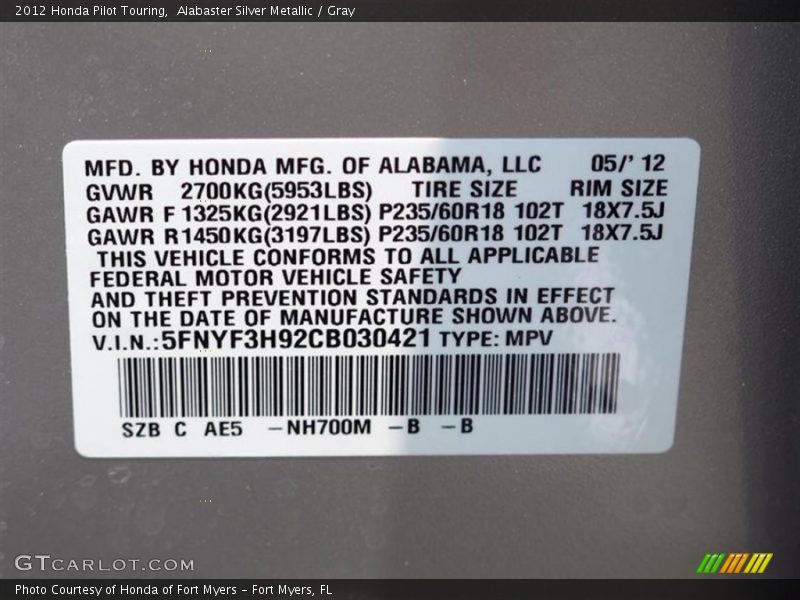 2012 Honda Pilot Touring,  Alabaster Silver Metallic / Gray
MFD. BY HONDA MFG. OF ALABAMA, LLC 05/' 12
GVWR 2700KG(5953LBS) TIRE SIZE RIM SIZE
GAWR F 1325KG(2921LBS) P235/60R18 102T 18X7.5J
GAWR R1450KG(3197LBS) P235/60R18 102T 18X7.5J
THIS VEHICLE CONFORMS TO ALL APPLICABLE
FEDERAL MOTOR VEHICLE SAFETY
AND THEFT PREVENTION STANDARDS IN EFFECT
ON THE DATE OF MANUFACTURE SHOWN ABOVE.
V.I.N.:5FNYF3H92CB030421 TYPE: MPV
SZB C AE5 –NH700M –B –B
GTCARLOT.COM
Photo Courtesy of Honda of Fort Myers – Fort Myers, FL